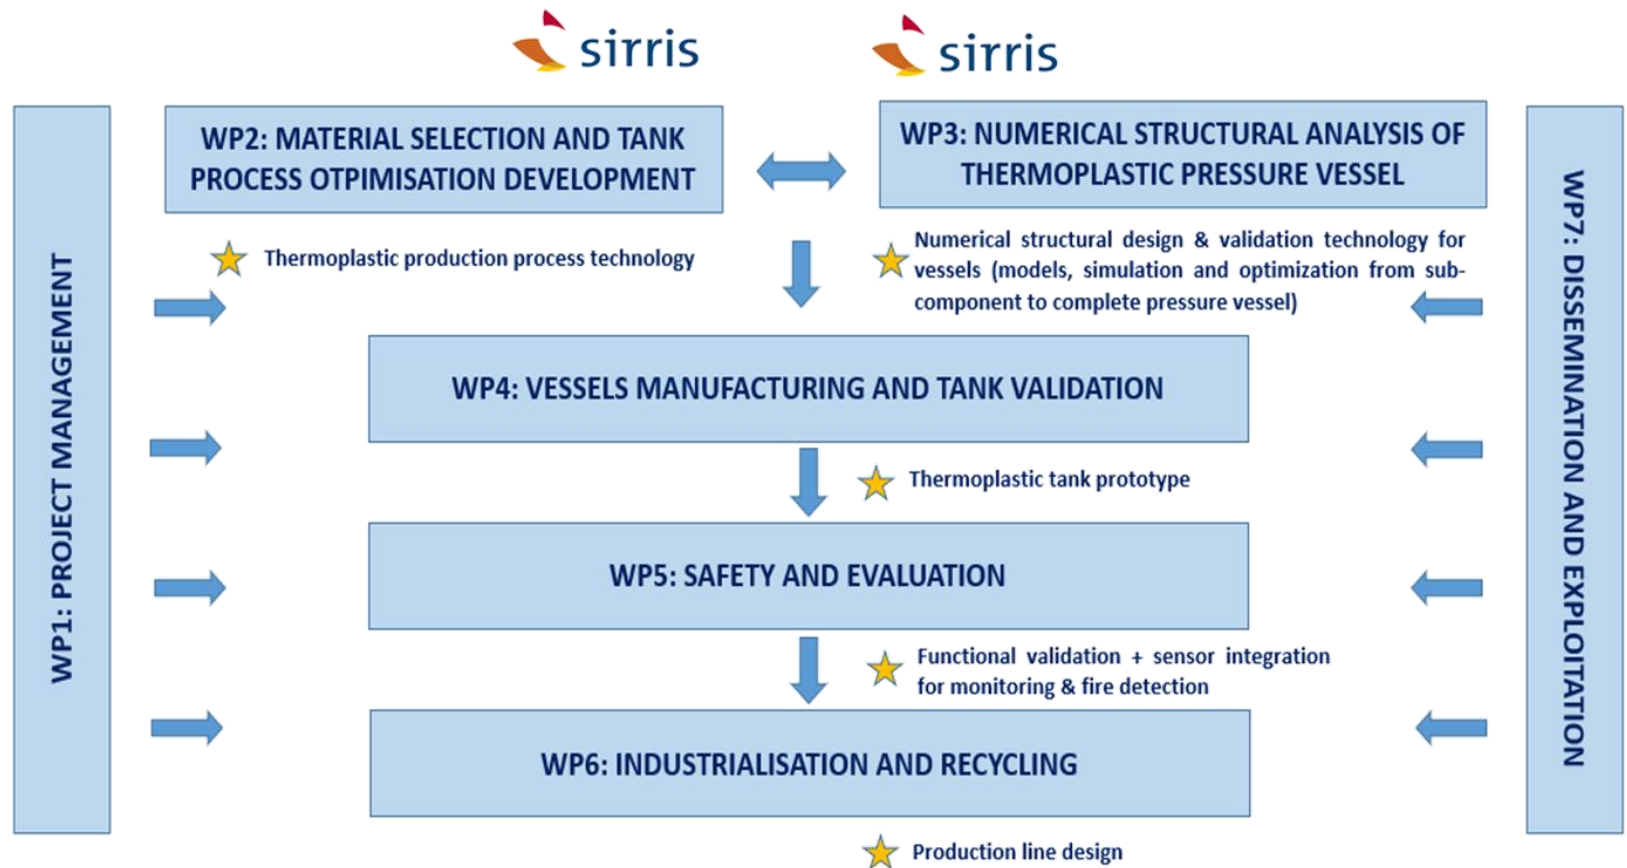 sirris
sirris
WP1: PROJECT MANAGEMENT
WP2: MATERIAL SELECTION AND TANK
PROCESS OTPIMISATION DEVELOPMENT
WP3: NUMERICAL STRUCTURAL ANALYSIS OF
THERMOPLASTIC PRESSURE VESSEL
Thermoplastic production process technology
Numerical structural design & validation technology for
vessels (models, simulation and optimization from sub-
component to complete pressure vessel)
WP4: VESSELS MANUFACTURING AND TANK VALIDATION
Thermoplastic tank prototype
WP5: SAFETY AND EVALUATION
Functional validation + sensor integration
for monitoring & fire detection
WP6: INDUSTRIALISATION AND RECYCLING
Production line design
WP7: DISSEMINATION AND EXPLOITATION